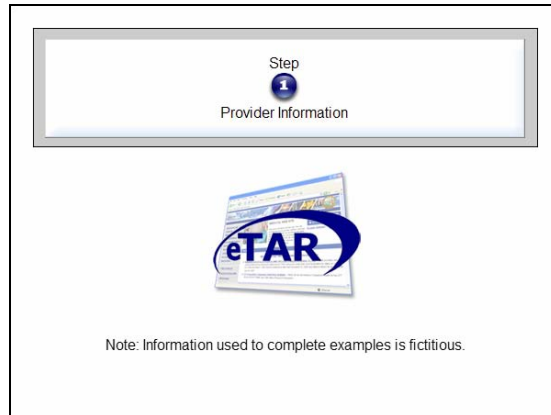 Step
1
Provider Information
eTAR
Note: Information used to complete examples is fictitious.